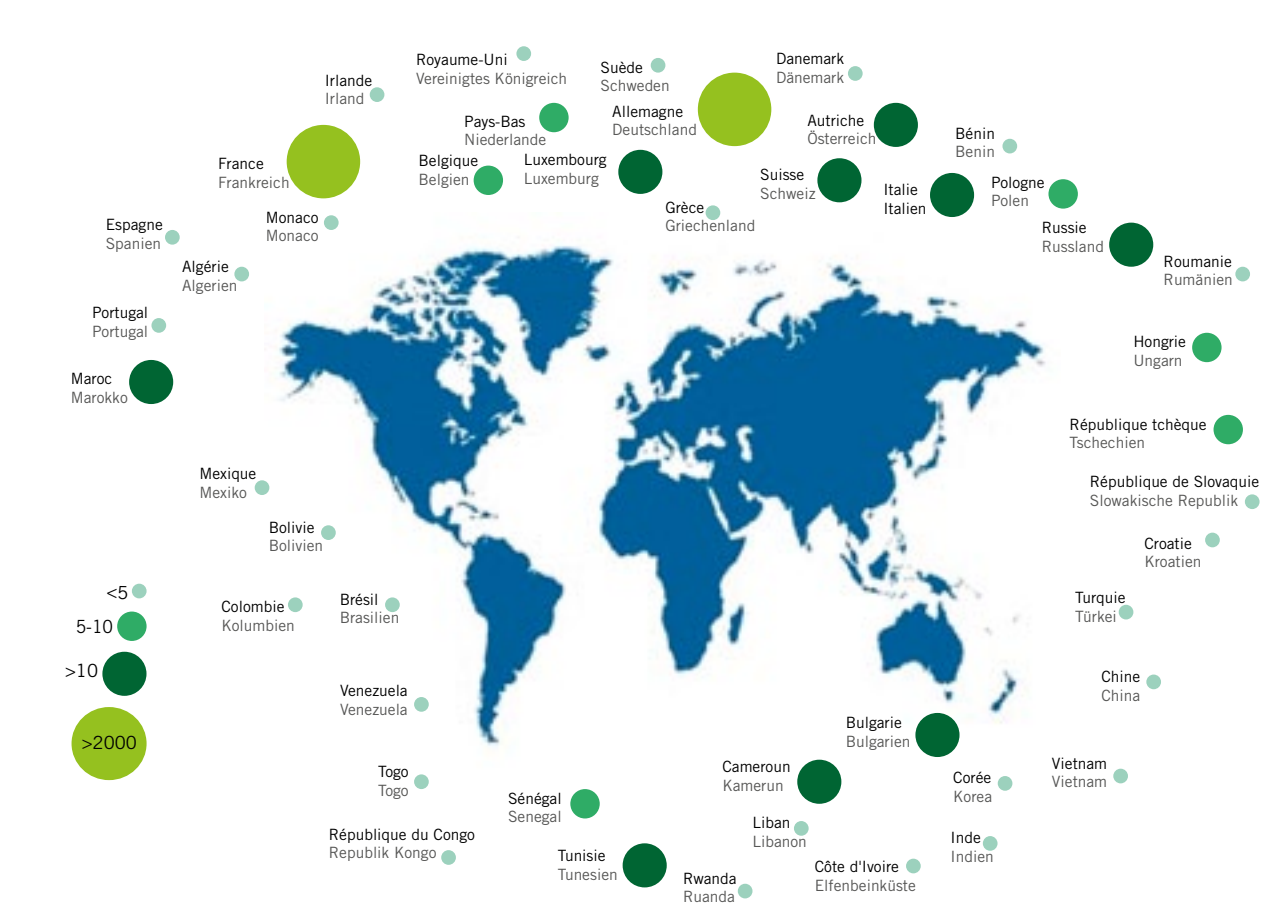 Royaume-Uni
Vereinigtes Königreich
Suède
Schweden
Danemark
Dänemark
Irlande
Irland
Pays-Bas
Niederlande
Allemagne
Deutschland
Autriche
Österreich
Bénin
Benin
France
Frankreich
Belgique
Belgien
Luxembourg
Luxemburg
Suisse
Schweiz
Italie
Italien
Pologne
Polen
Monaco
Monaco
Grèce
Griechenland
Espagne
Spanien
Russie
Russland
Algérie
Algerien
Roumanie
Rumänien
Portugal
Portugal
Hongrie
Ungarn
Maroc
Marokko
République tchèque
Tschechien
Mexique
Mexiko
République de Slovaquie
Slowakische Republik
Bolivie
Bolivien
Croatie
Kroatien
<5
5-10
>10
>2000
Colombie
Kolumbien
Brésil
Brasilien
Turquie
Türkei
Venezuela
Venezuela
Chine
China
Bulgarie
Bulgarien
Togo
Togo
Cameroun
Kamerun
Corée
Korea
Vietnam
Vietnam
Sénégal
Senegal
République du Congo
Republik Kongo
Liban
Libanon
Inde
Indien
Tunisie
Tunesien
Rwanda
Ruanda
Côte d'Ivoire
Elfenbeinküste